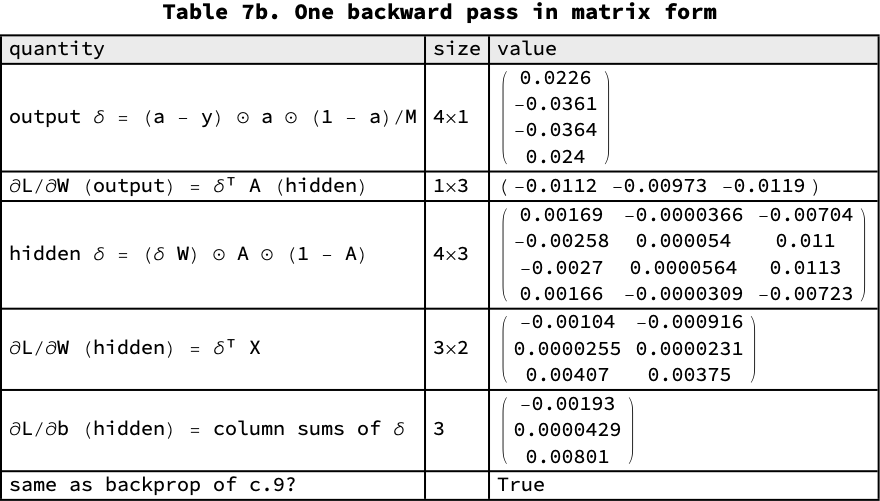 Table 7b. One backward pass in matrix form
quantity size value
output δ = (a − y) ⊙ a ⊙ (1 − a)/M 4×1
0.0226
−0.0361
−0.0364
0.024
∂L/∂W (output) = δᵀ A (hidden) 1×3 (−0.0112 −0.00973 −0.0119)
hidden δ = (δ W) ⊙ A ⊙ (1 − A) 4×3
0.00169 −0.0000366 −0.00704
−0.00258 0.000054 0.011
−0.0027 0.0000564 0.0113
0.00166 −0.0000309 −0.00723
∂L/∂W (hidden) = δᵀ X 3×2
−0.00104 −0.000916
0.0000255 0.0000231
0.00407 0.00375
∂L/∂b (hidden) = column sums of δ 3
−0.00193
0.0000429
0.00801
same as backprop of c.9? True